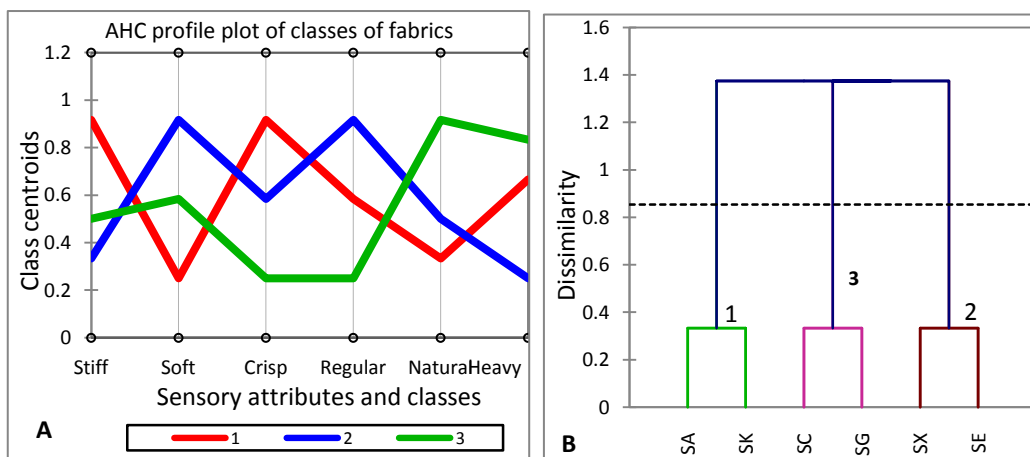 AHC profile plot of classes of fabrics
1.2
1
0.8
0.6
0.4
0.2
0
Class centroids
Stiff Soft Crisp Regular Natura Heavy
Sensory attributes and classes
A
1 2 3
1.6
1.4
1.2
1
0.8
0.6
0.4
0.2
0
Dissimilarity
1
3
2
SA SK SC SG SX SE
B